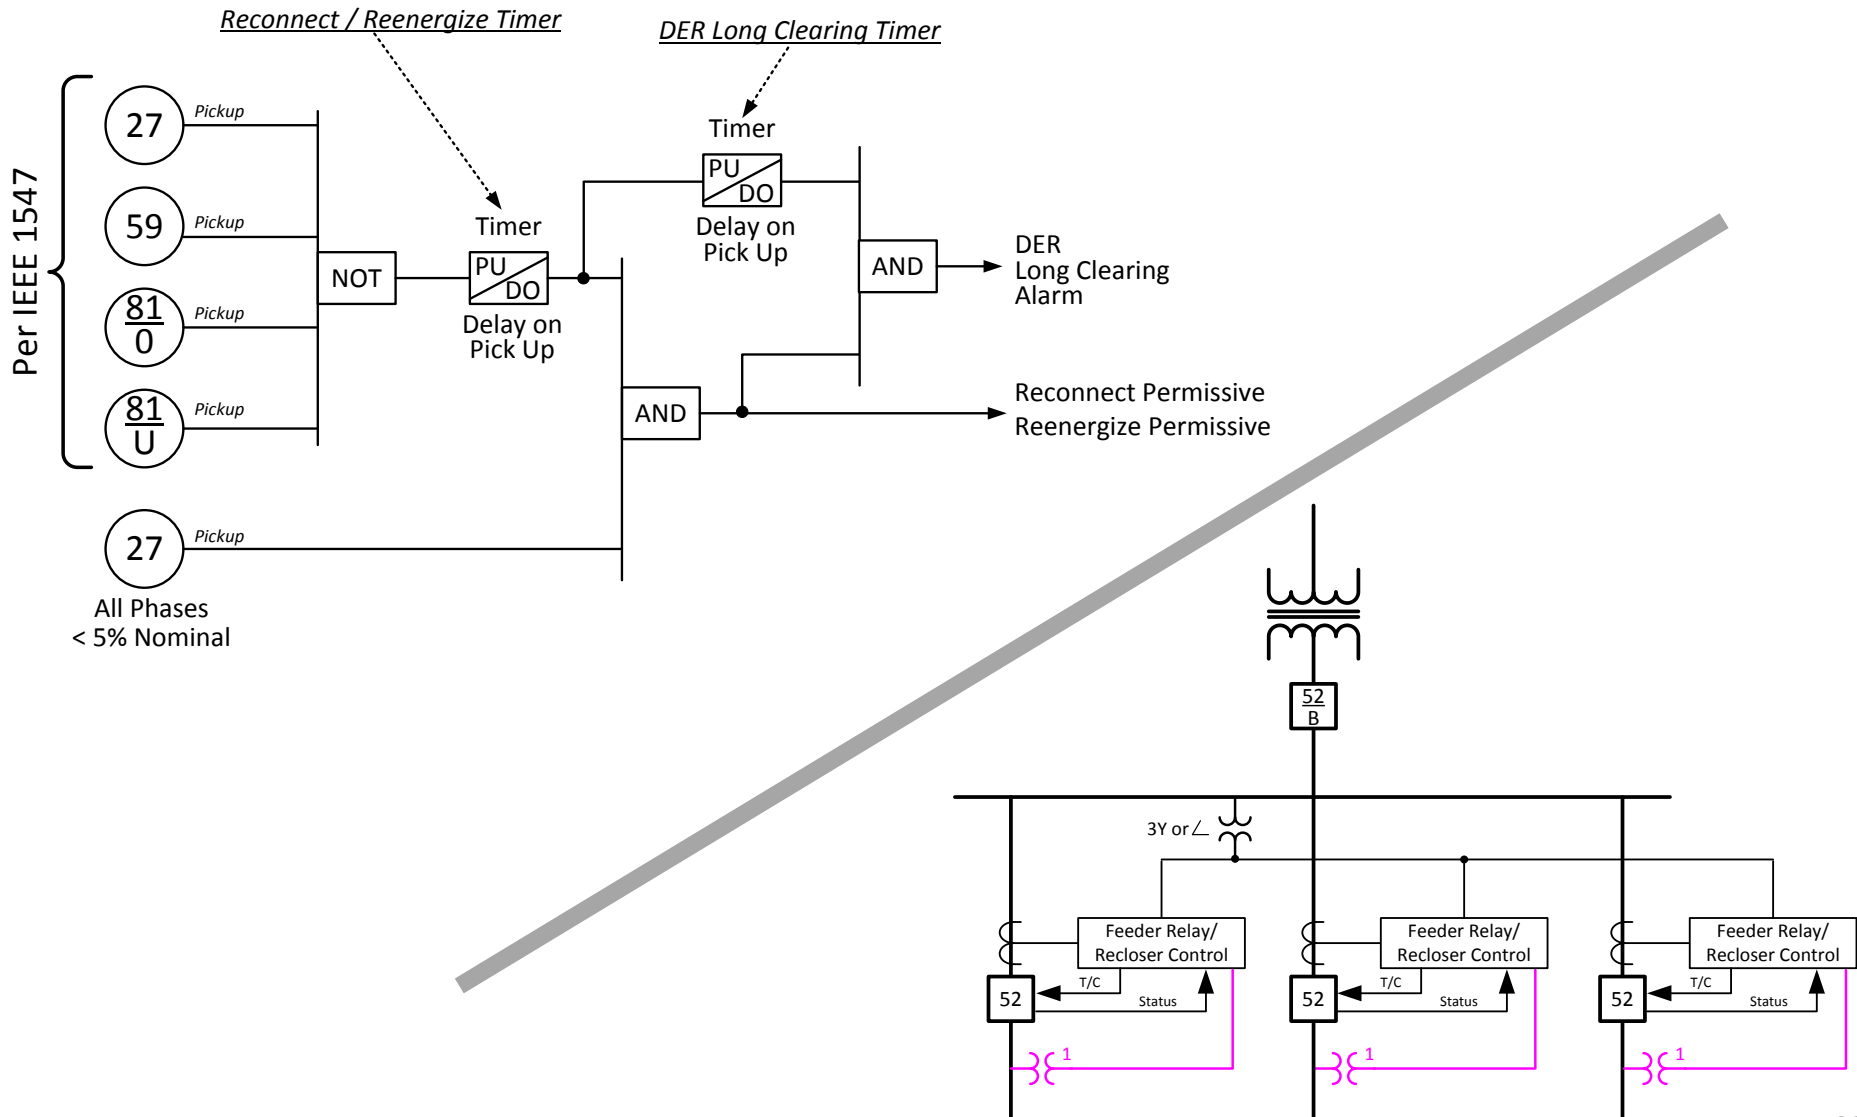 Reconnect / Reenergize Timer
DER Long Clearing Timer
Per IEEE 1547
27
Pickup
59
Pickup
81
O
Pickup
81
U
Pickup
NOT
Timer
PU
DO
Delay on
Pick Up
Timer
PU
DO
Delay on
Pick Up
AND
DER
Long Clearing
Alarm
AND
Reconnect Permissive
Reenergize Permissive
27
Pickup
All Phases
< 5% Nominal
52
B
3Y or ∠
Feeder Relay/
Recloser Control
T/C
Status
52
1
Feeder Relay/
Recloser Control
T/C
Status
52
1
Feeder Relay/
Recloser Control
T/C
Status
52
1